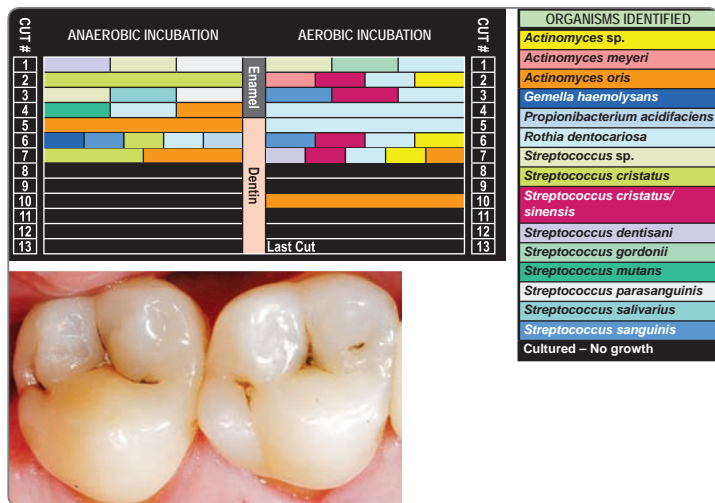 CUT #
ANAEROBIC INCUBATION
AEROBIC INCUBATION
CUT #
1
2
3
4
5
6
7
8
9
10
11
12
13
Enamel
Dentin
Last Cut
1
2
3
4
5
6
7
8
9
10
11
12
13
ORGANISMS IDENTIFIED
Actinomyces sp.
Actinomyces meyeri
Actinomyces oris
Gemella haemolysans
Propionibacterium acidifaciens
Rothia dentocariosa
Streptococcus sp.
Streptococcus cristatus
Streptococcus cristatus/
sinensis
Streptococcus dentisani
Streptococcus gordonii
Streptococcus mutans
Streptococcus parasanguinis
Streptococcus salivarius
Streptococcus sanguinis
Cultured – No growth